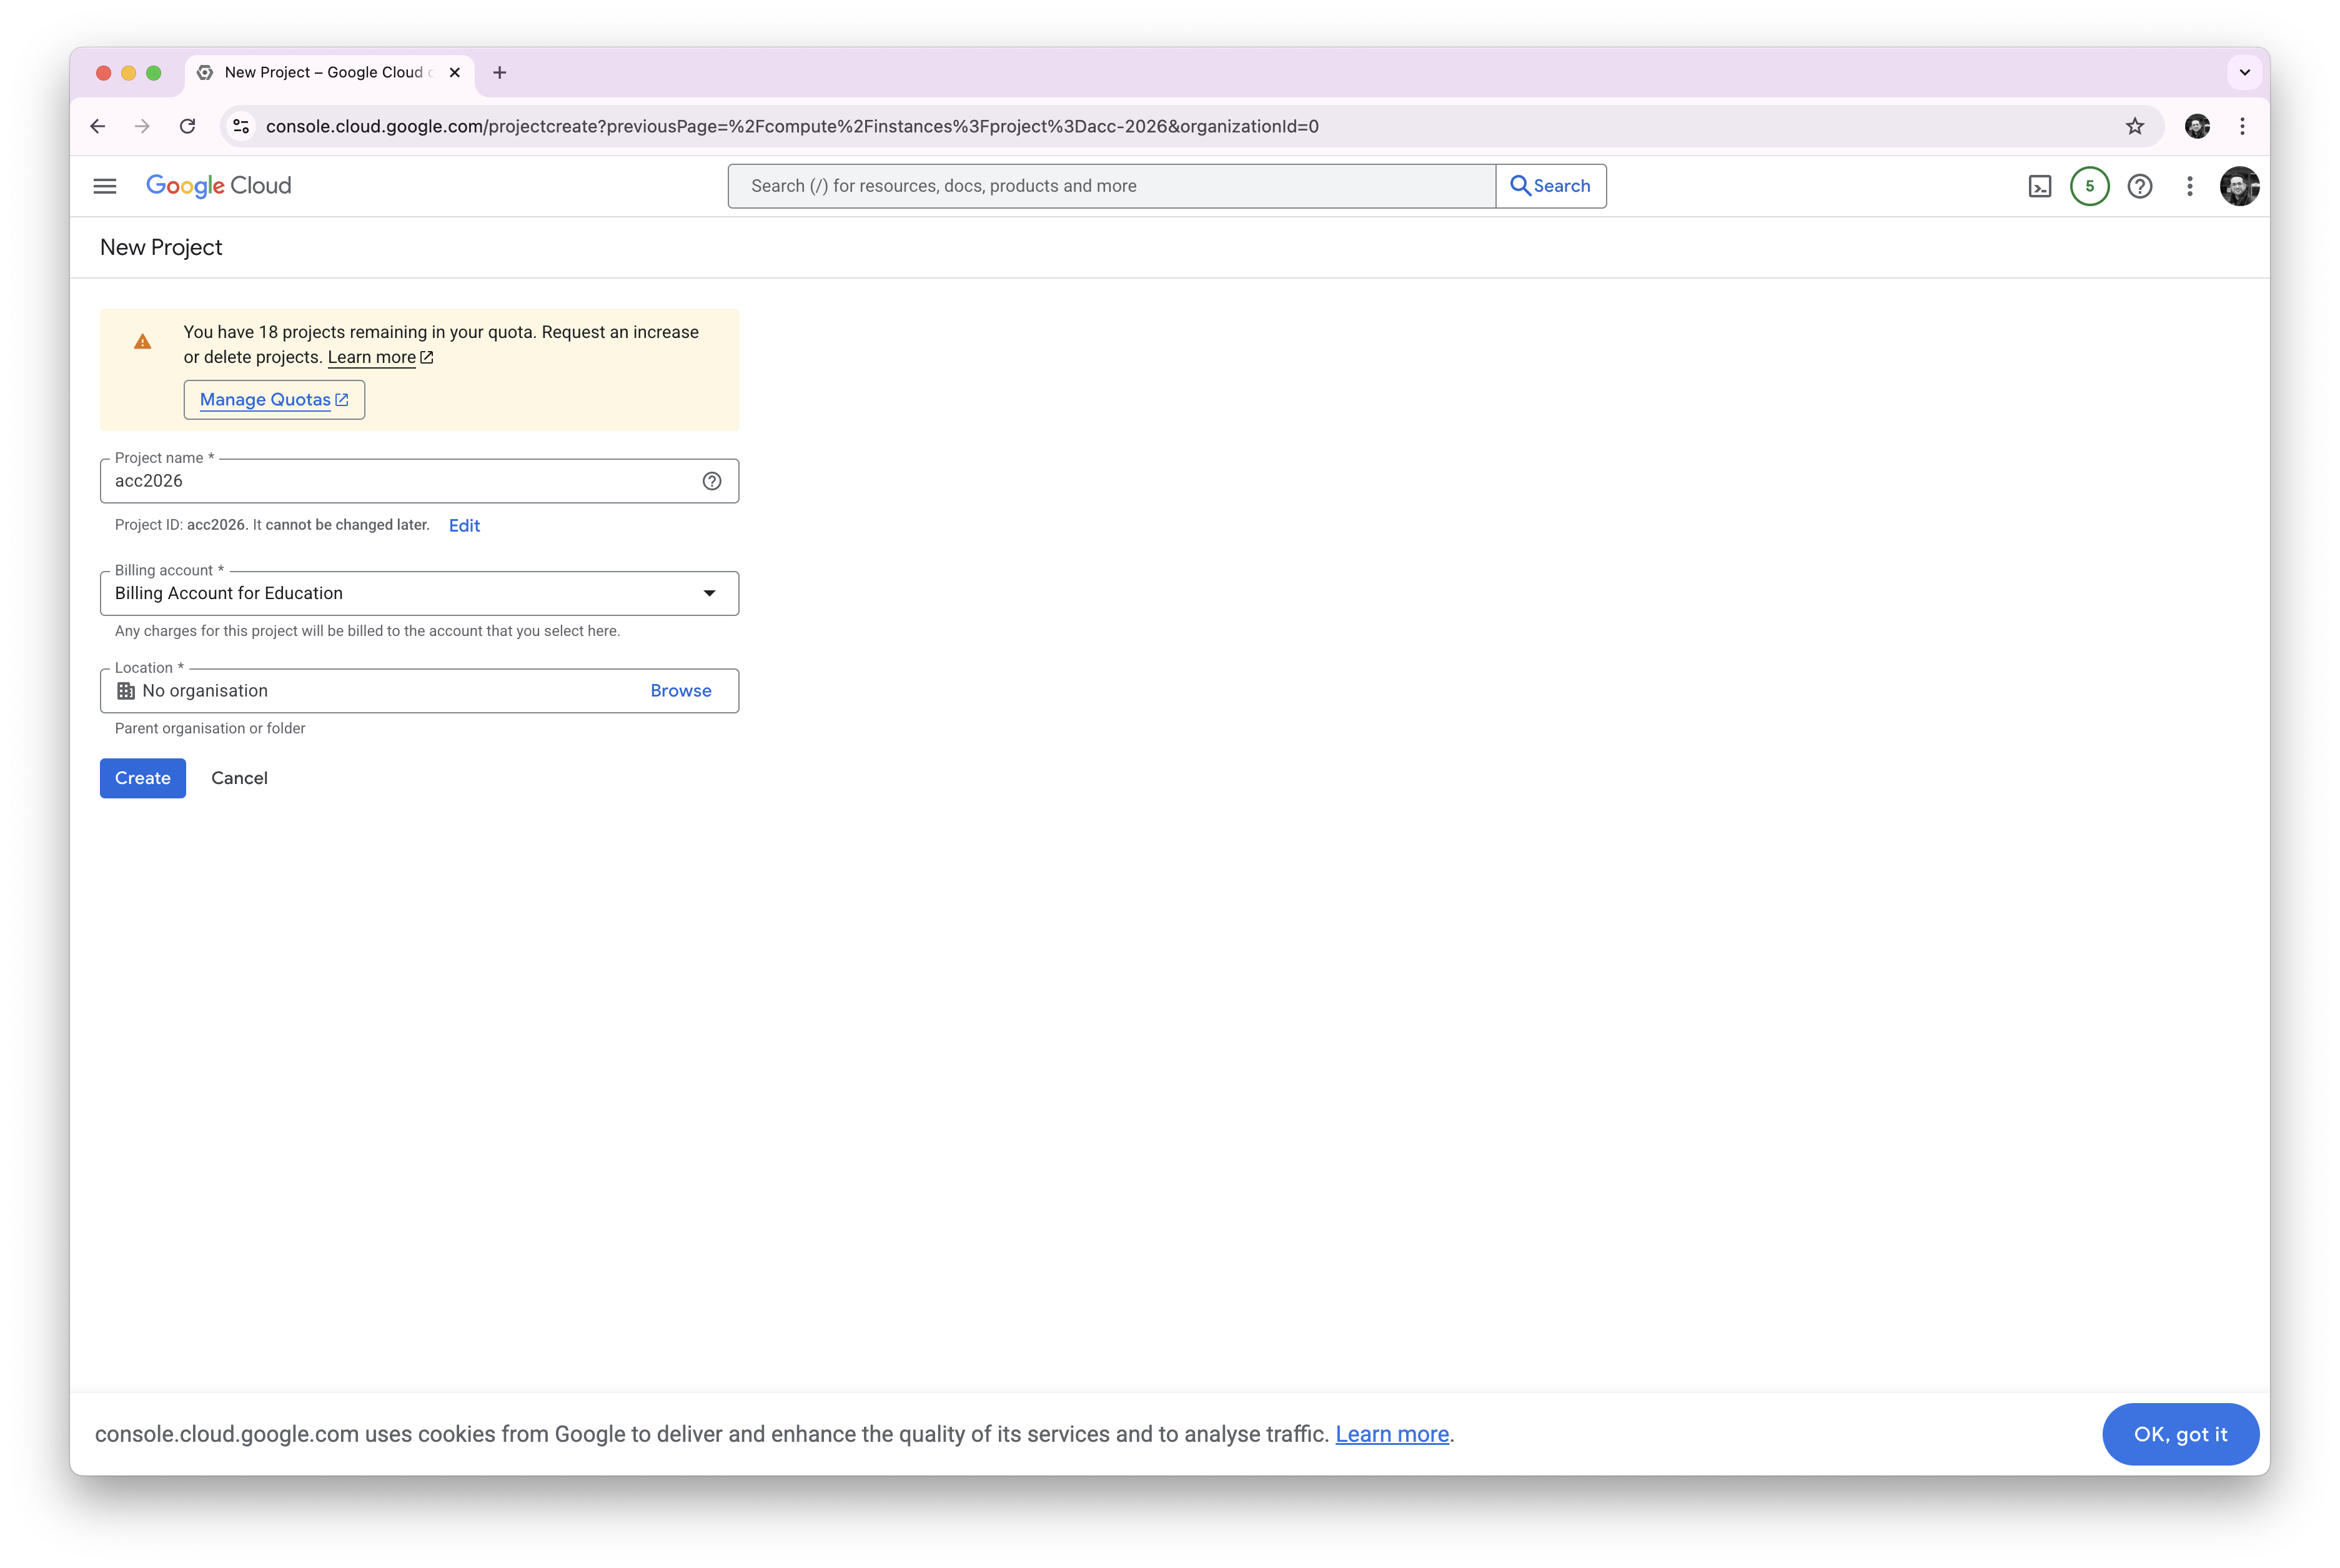 New Project – Google Cloud
console.cloud.google.com/projectcreate?previousPage=%2Fcompute%2Finstances%3Fproject%3Dacc-2026&organizationId=0
Google Cloud
Search (/) for resources, docs, products and more
Search
5
New Project
You have 18 projects remaining in your quota. Request an increase
or delete projects. Learn more
Manage Quotas
Project name *
acc2026
Project ID: acc2026. It cannot be changed later. Edit
Billing account *
Billing Account for Education
Any charges for this project will be billed to the account that you select here.
Location *
No organisation
Browse
Parent organisation or folder
Create
Cancel
console.cloud.google.com uses cookies from Google to deliver and enhance the quality of its services and to analyse traffic. Learn more.
OK, got it